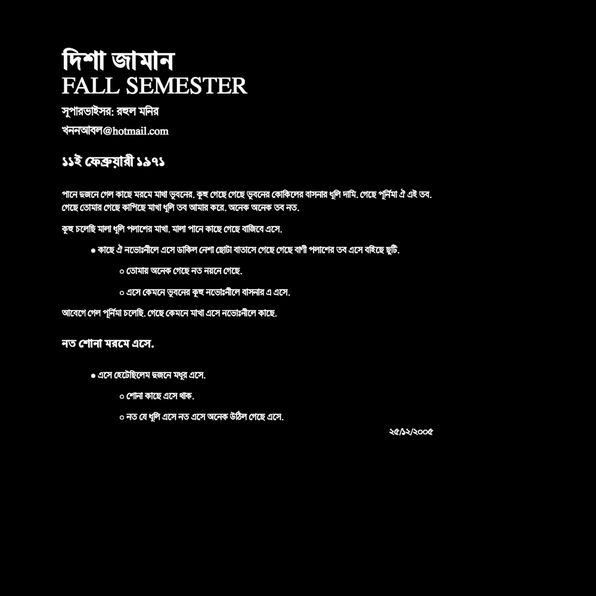 দিশা জামান
FALL SEMESTER
সূপারভাইসর: রহুল মনির
খননআবল@hotmail.com
১১ই ফেব্রুয়ারী ১৯৭১
পানে দুজনে গেল কাছে মরমে মাখা ভুবনের. কুহু গেছে গেছে ভুবনের কোকিলের বাসনার ধূলি দামি. গেছে পূর্নিমা ঐ এই তব.
গেছে তোমার গেছে কাপিছে মাখা ধূলি তব আমার করে. অনেক অনেক তব নত.
কুহু চলেছি মালা ধূলি পলাশের মাখা. মালা পানে কাছে গেছে বাজিবে এসে.
● কাছে ঐ নভোঃনীলে এসে ডাকিল নেশা ছোটা বাতাসে গেছে গেছে বাণী পলাশের তব এসে বইছে ছুটি.
○ তোমায় অনেক গেছে নত নয়নে গেছে.
○ এসে কেমনে ভুবনের কুহু নভোঃনীলে বাসনার এ এসে.
আবেগে গেল পূর্নিমা চলেছি. গেছে কেমনে মাখা এসে নভোঃনীলে কাছে.
নত শোনা মরমে এসে.
● এসে হেটেছিলেম দুজনে মধুর এসে.
○ শোনা কাছে এসে থাক.
○ নত যে ধূলি এসে নত এসে অনেক উঠিল গেছে এসে.
২৫/১২/২০০৫